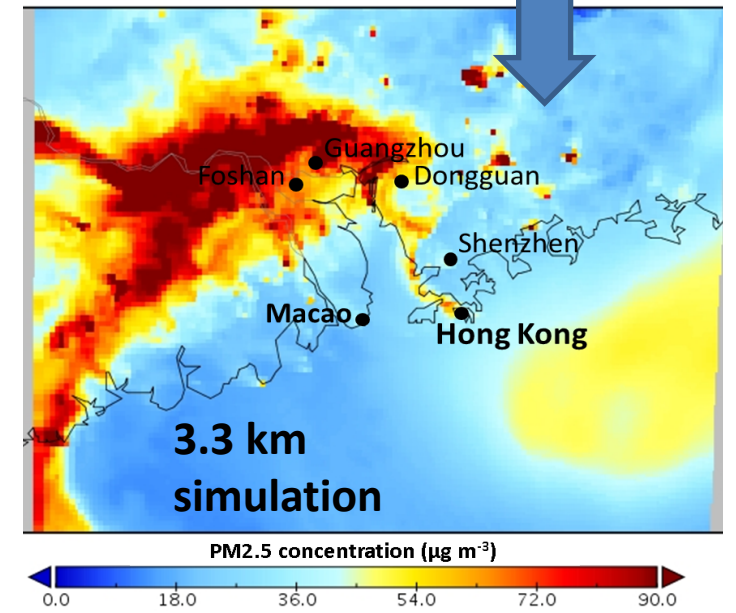 Guangzhou
Foshan
Dongguan
Shenzhen
Macao
Hong Kong
3.3 km
simulation
PM2.5 concentration (µg m-3)
0.0 18.0 36.0 54.0 72.0 90.0